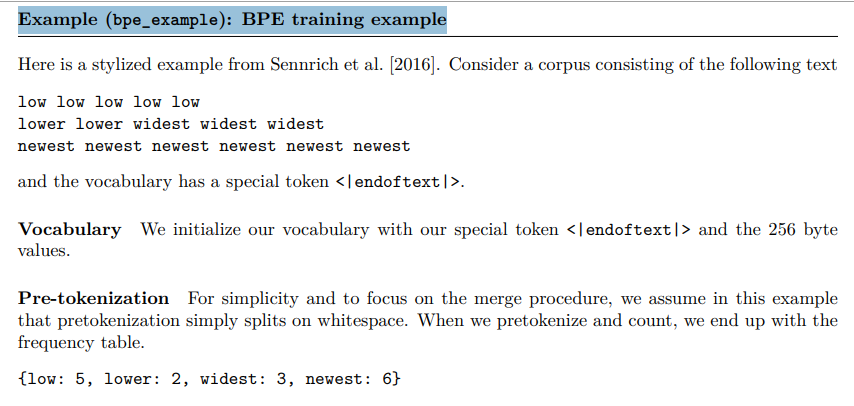 Example (bpe_example): BPE training example
Here is a stylized example from Sennrich et al. [2016]. Consider a corpus consisting of the following text
low low low low low
lower lower widest widest widest
newest newest newest newest newest newest
and the vocabulary has a special token <|endoftext|>.
Vocabulary We initialize our vocabulary with our special token <|endoftext|> and the 256 byte
values.
Pre-tokenization For simplicity and to focus on the merge procedure, we assume in this example
that pretokenization simply splits on whitespace. When we pretokenize and count, we end up with the
frequency table.
{low: 5, lower: 2, widest: 3, newest: 6}